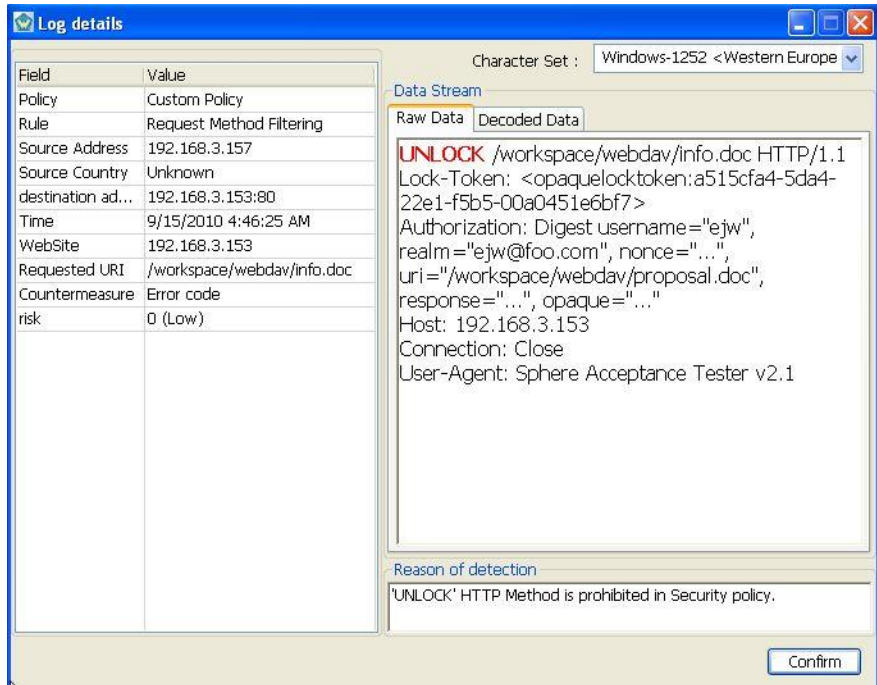 Log details
Character Set :
Windows-1252 <Western Europe
Field Value
Policy Custom Policy
Rule Request Method Filtering
Source Address 192.168.3.157
Source Country Unknown
destination ad... 192.168.3.153:80
Time 9/15/2010 4:46:25 AM
WebSite 192.168.3.153
Requested URI /workspace/webdav/info.doc
Countermeasure Error code
risk 0 (Low)
Data Stream
Raw Data Decoded Data
UNLOCK /workspace/webdav/info.doc HTTP/1.1
Lock-Token: <opaquelocktoken:a515cfa4-5da4-
22e1-f5b5-00a0451e6bf7>
Authorization: Digest username="ejw",
realm="ejw@foo.com", nonce="...",
uri="/workspace/webdav/proposal.doc",
response="...", opaque="..."
Host: 192.168.3.153
Connection: Close
User-Agent: Sphere Acceptance Tester v2.1
Reason of detection
'UNLOCK' HTTP Method is prohibited in Security policy.
Confirm